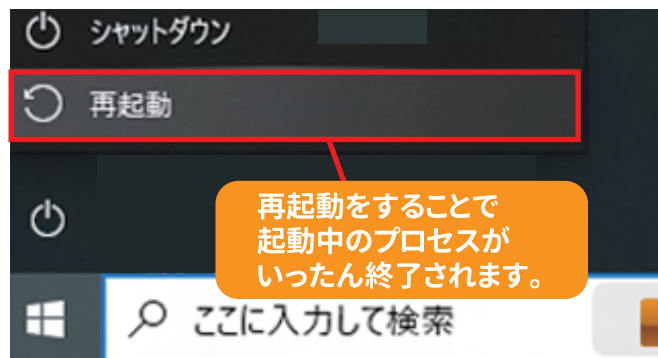 シャットダウン
再起動
再起動をすることで
起動中のプロセスが
いったん終了されます。
ここに入力して検索